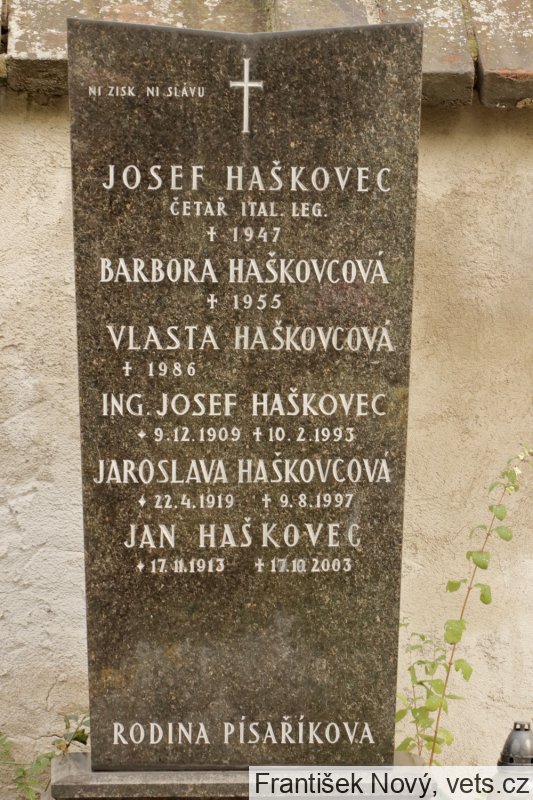 NI ZISK, NI SLÁVU
JOSEF HAŠKOVEC
ČETAŘ ITAL. LEG.
✝ 1947
BARBORA HAŠKOVCOVÁ
✝ 1955
VLASTA HAŠKOVCOVÁ
✝ 1986
ING. JOSEF HAŠKOVEC
* 9.12.1909 ✝ 10.2.1993
JAROSLAVA HAŠKOVCOVÁ
* 22.4.1919 ✝ 9.8.1997
JAN HAŠKOVEC
* 17.11.1913 ✝ 17.10.2003
RODINA PÍSAŘÍKOVA
František Nový, vets.cz